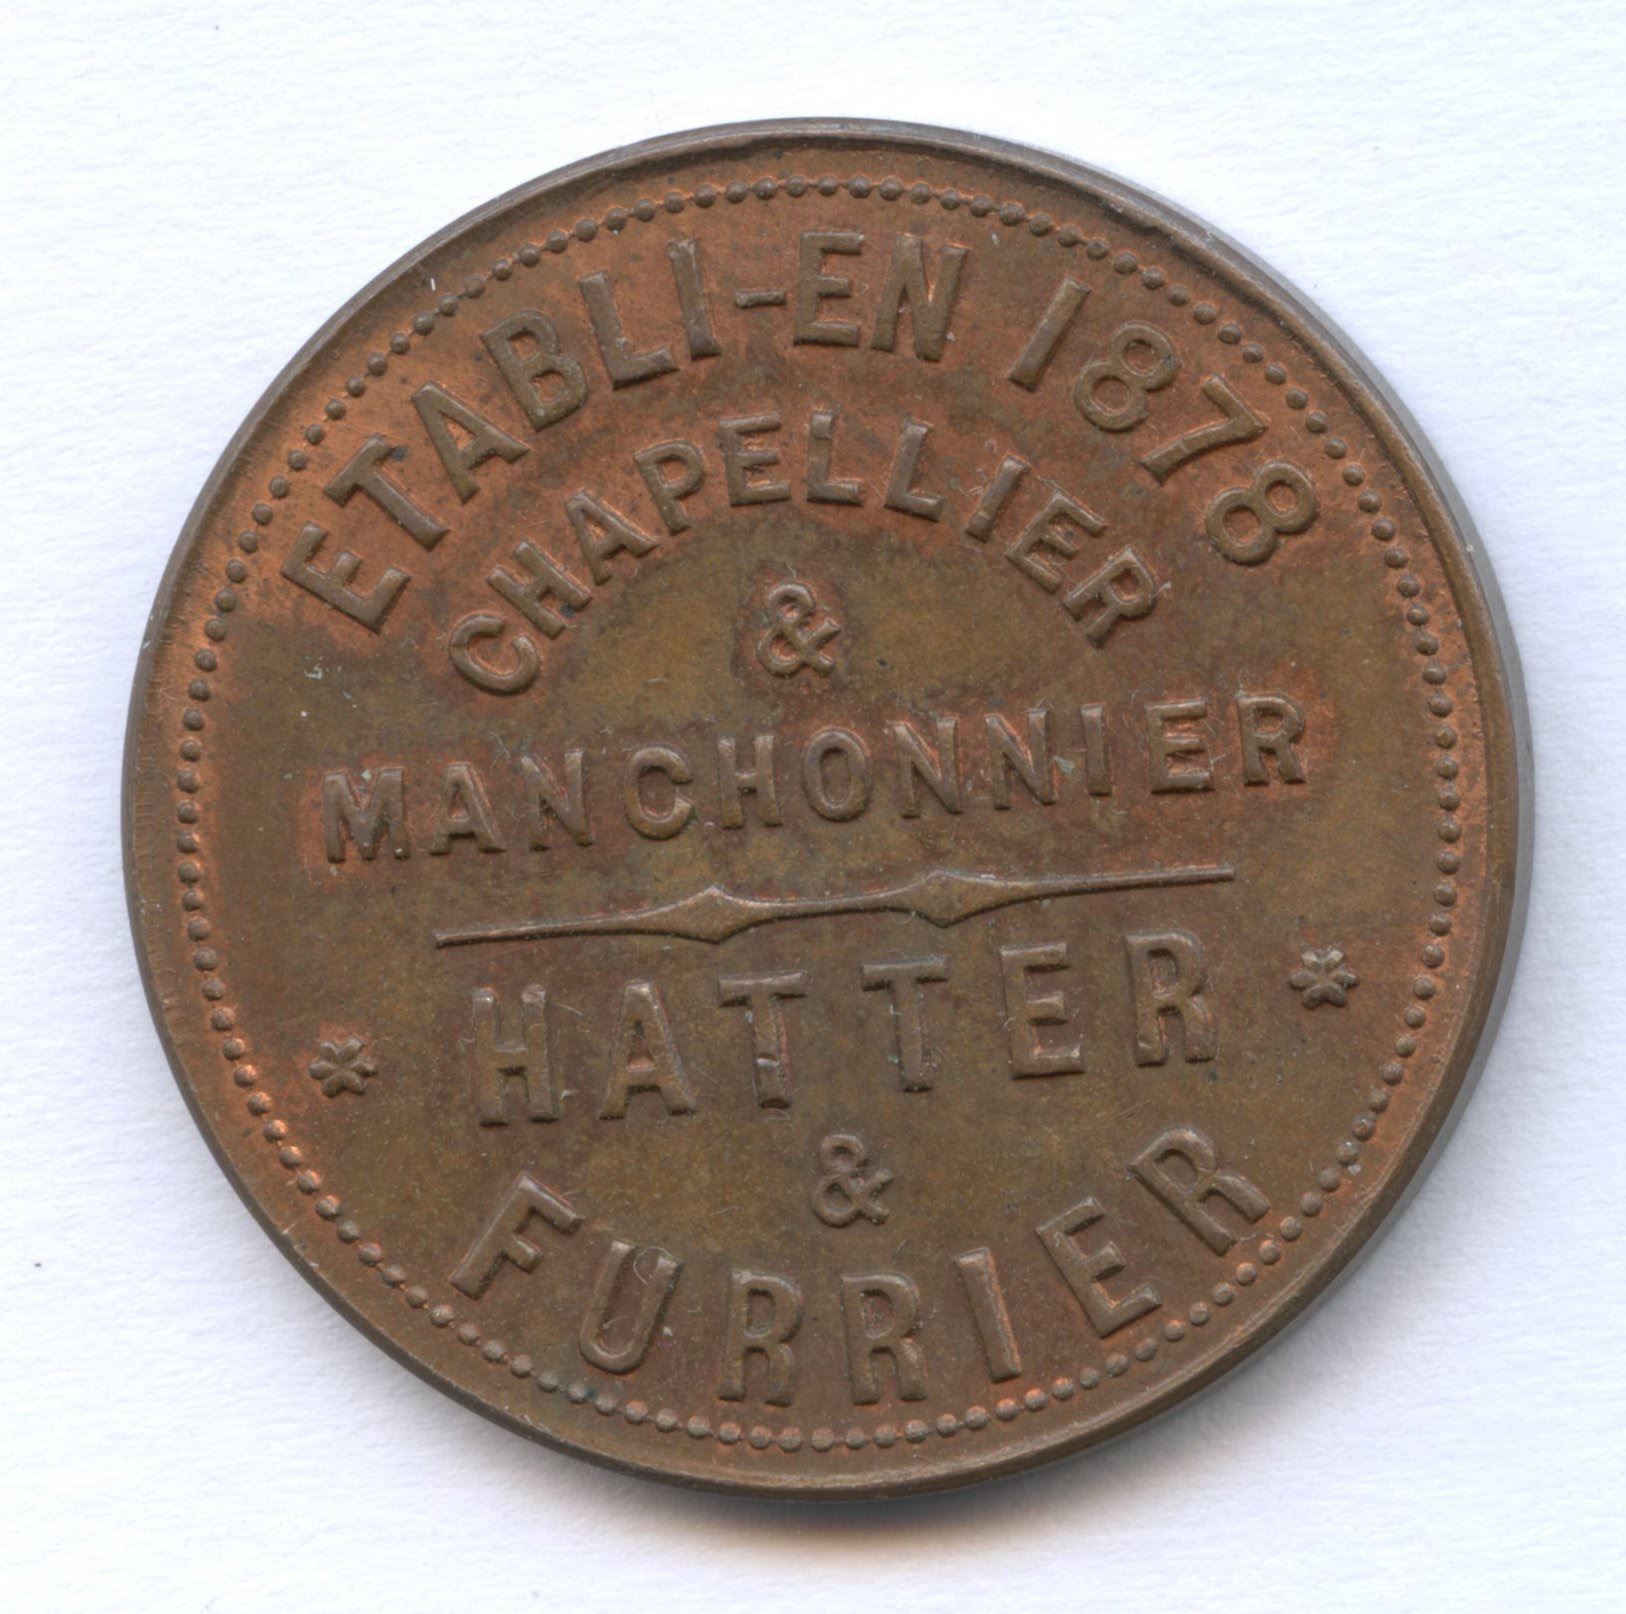 ETABLI-EN 1878
CHAPELLIER
&
MANCHONNIER
HATTER
&
FURRIER